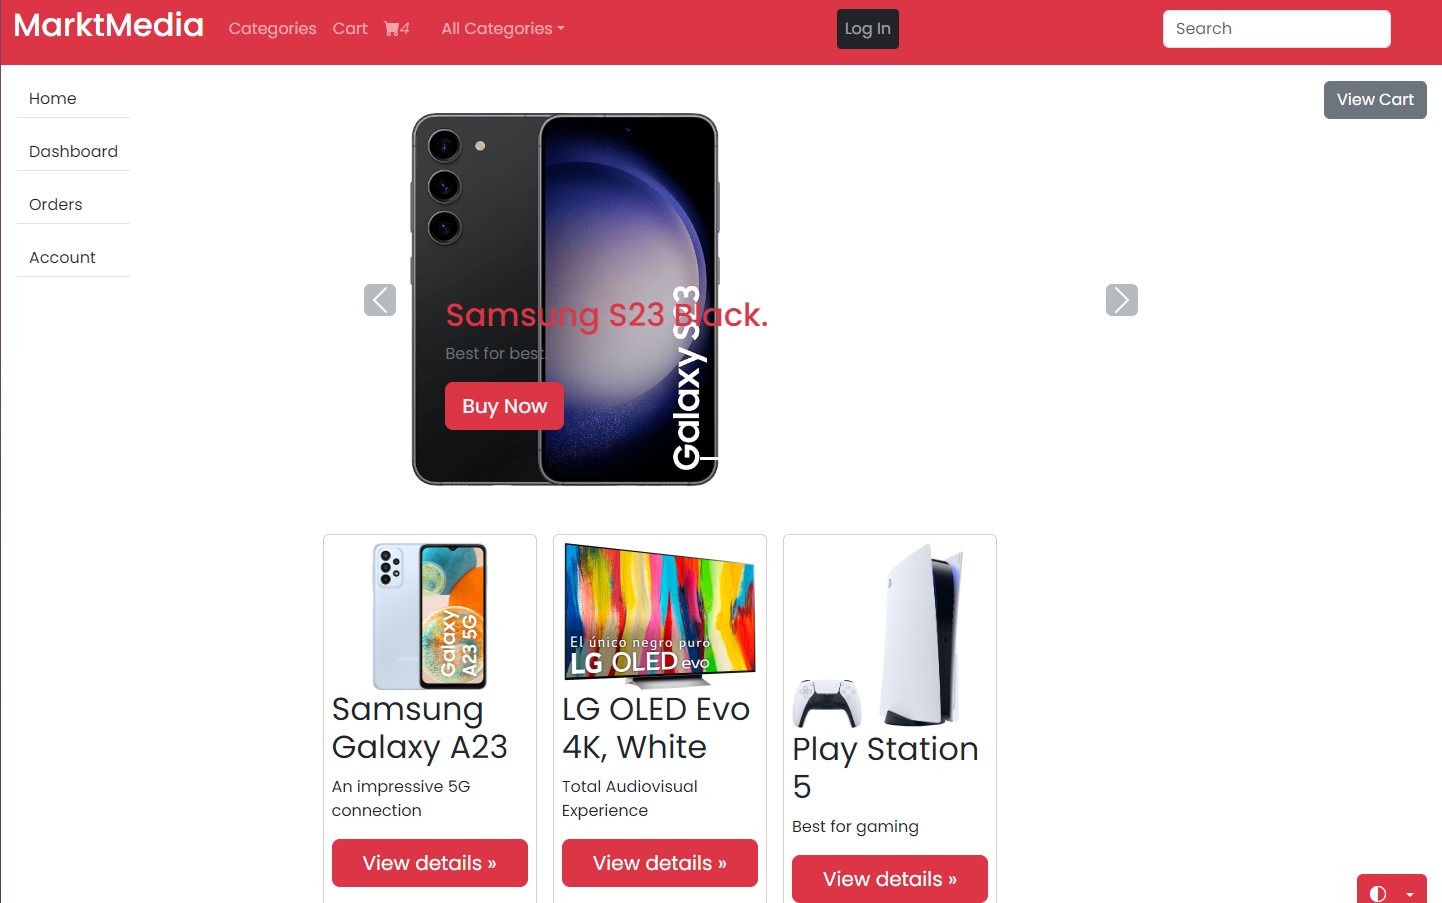 MarktMedia
Categories
Cart
4
All Categories
Log In
Search
Home
Dashboard
Orders
Account
View Cart
Samsung S23 Black.
Best for best.
Buy Now
Galaxy S23
Galaxy
A23 5G
Samsung
Galaxy A23
An impressive 5G
connection
View details »
El único negro puro
LG OLED evo
LG OLED Evo
4K, White
Total Audiovisual
Experience
View details »
Play Station
5
Best for gaming
View details »